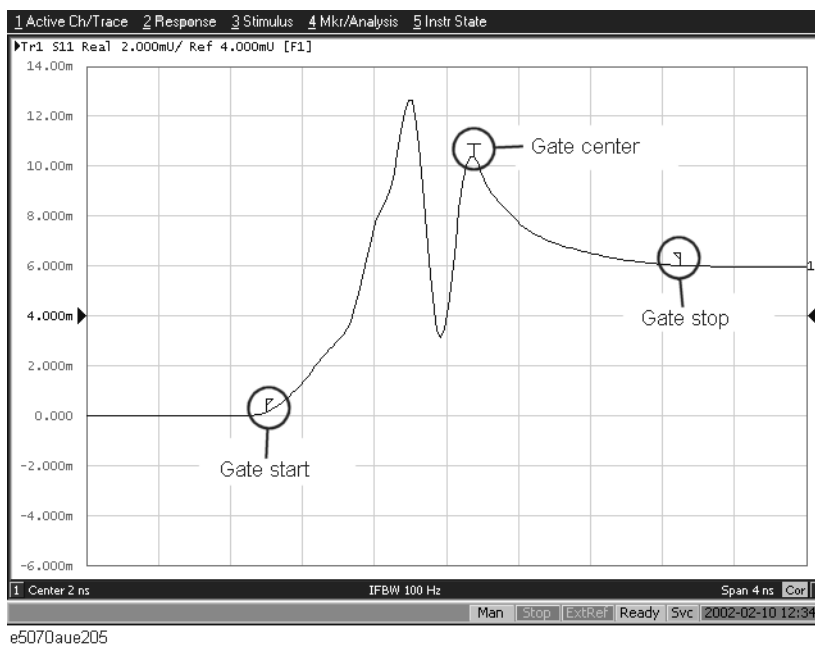 1 Active Ch/Trace 2 Response 3 Stimulus 4 Mkr/Analysis 5 Instr State
Tr1 S11 Real 2.000mU/ Ref 4.000mU [F1]
14.00m
12.00m
Gate center
10.00m
8.000m
6.000m
1
4.000m
Gate stop
2.000m
0.000
Gate start
-2.000m
-4.000m
-6.000m
1 Center 2 ns IFBW 100 Hz Span 4 ns Cor
Man Stop ExtRef Ready Svc 2002-02-10 12:34
e5070aue205